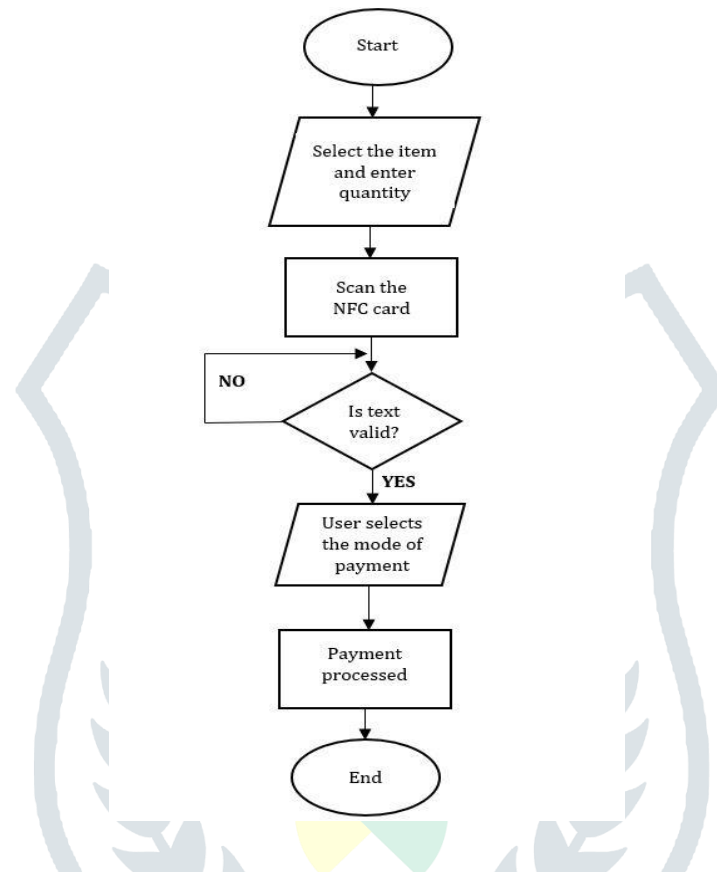 Start
Select the item
and enter
quantity
Scan the
NFC card
NO
Is text
valid?
YES
User selects
the mode of
payment
Payment
processed
End